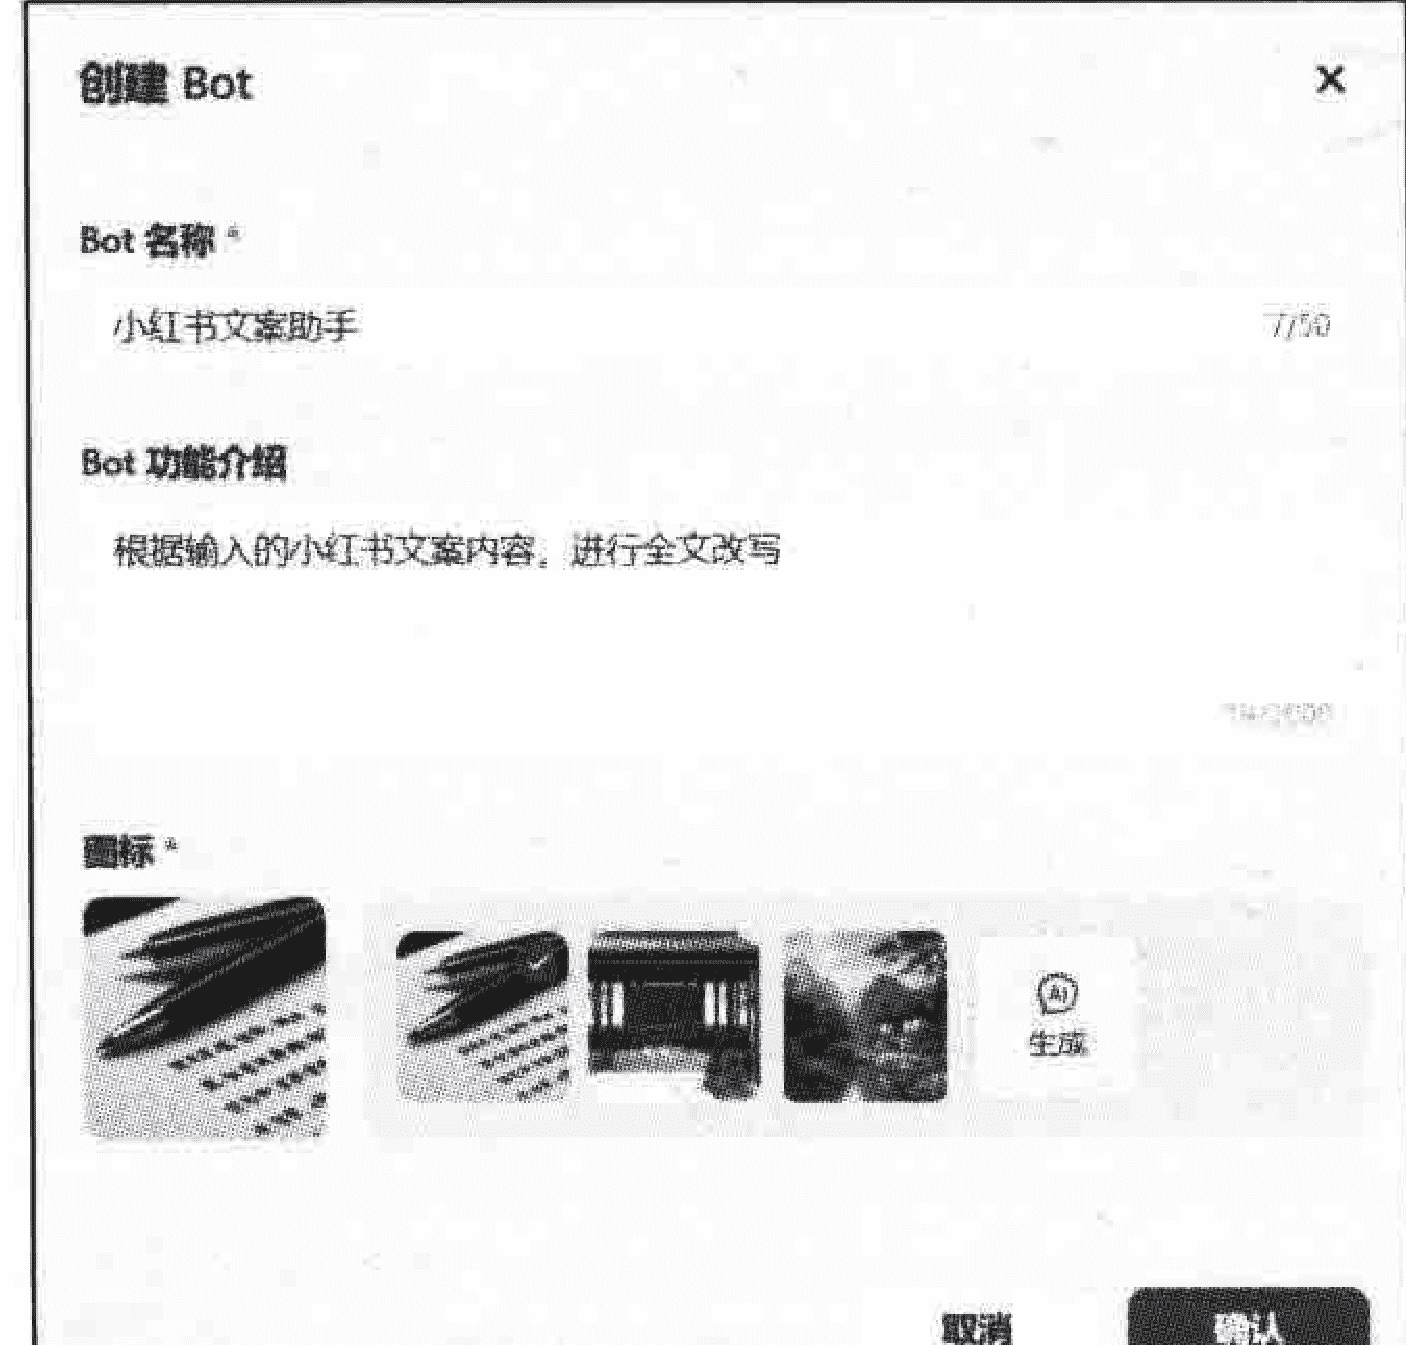 创建 Bot
Bot 名称 *
小红书文案助手
7/50
Bot 功能介绍
根据输入的小红书文案内容，进行全文改写
图标 *
AI
生成
取消
确认